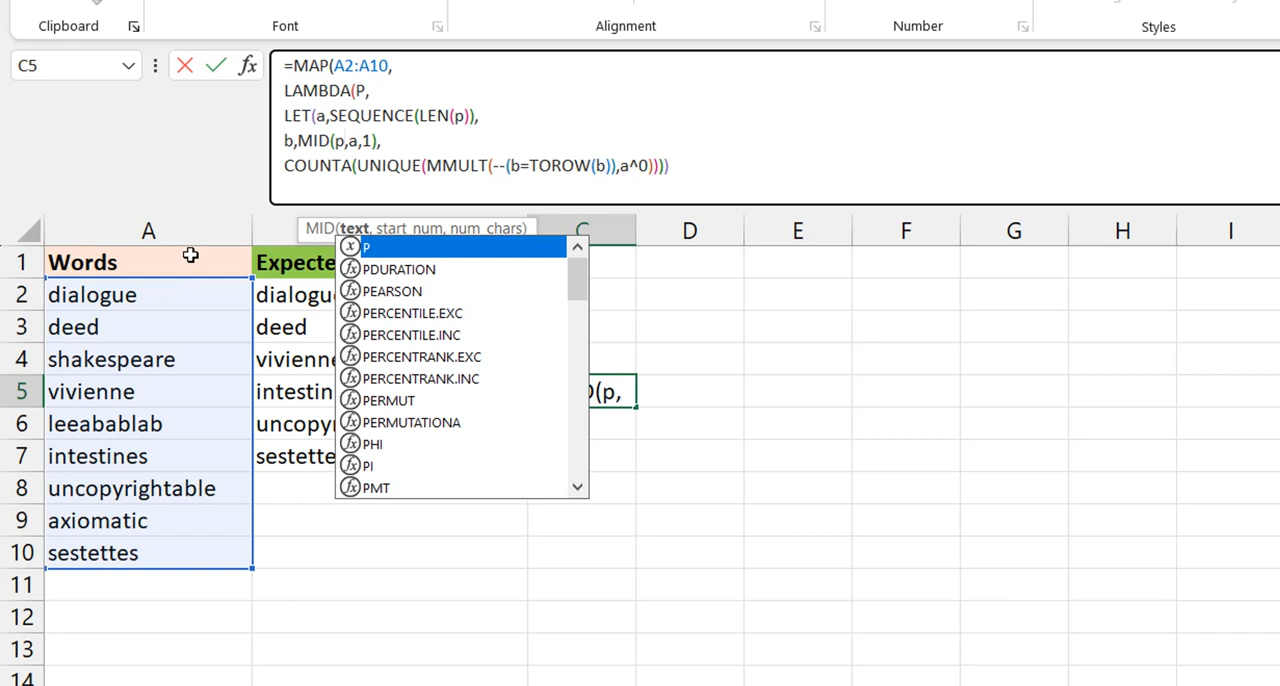 Clipboard Font Alignment Number Styles
C5 fx =MAP(A2:A10,
LAMBDA(P,
LET(a,SEQUENCE(LEN(p)),
b,MID(p,a,1),
COUNTA(UNIQUE(MMULT(--(b=TOROW(b)),a^0))))
A B C D E F G H I
MID(text, start_num, num_chars)
1 Words Expecte
2 dialogue dialogu
3 deed deed
4 shakespeare vivienne
5 vivienne intestin D(p,
6 leeabablab uncopyr
7 intestines sestette
8 uncopyrightable
9 axiomatic
10 sestettes
11
12
13
14
P
PDURATION
PEARSON
PERCENTILE.EXC
PERCENTILE.INC
PERCENTRANK.EXC
PERCENTRANK.INC
PERMUT
PERMUTATIONA
PHI
PI
PMT